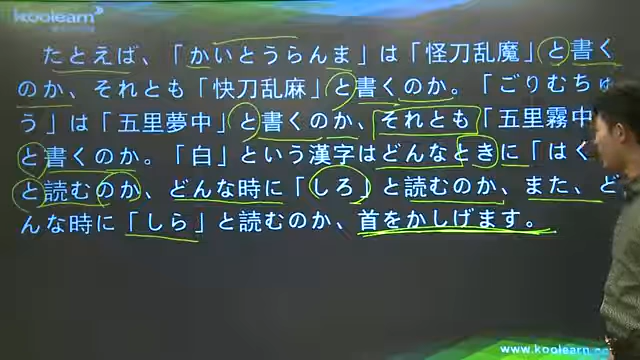 koolearn
たとえば、「かいとうらんま」は「怪刀乱魔」と書く
のか、それとも「快刀乱麻」と書くのか。「ごりむちゅ
う」は「五里夢中」と書くのか、それとも「五里霧中
と書くのか。「白」という漢字はどんなときに「はく
と読むのか、どんな時に「しろ」と読むのか、また、ど
んな時に「しら」と読むのか、首をかしげます。
www.koolearn.c